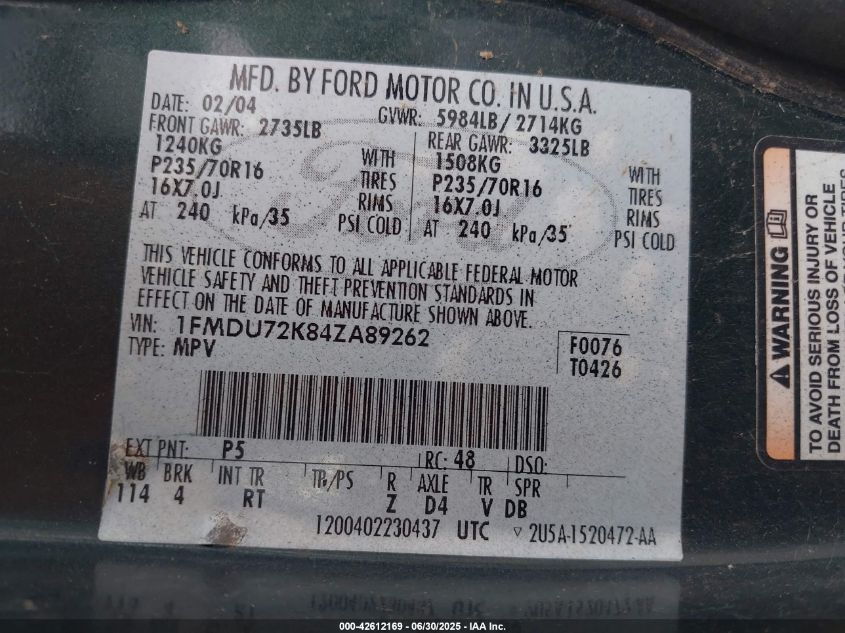 MFD. BY FORD MOTOR CO. IN U.S.A.
DATE: 02/04 GVWR: 5984LB/ 2714KG
FRONT GAWR: 2735LB REAR GAWR: 3325LB
1240KG WITH 1508KG WITH
P235/70R16 TIRES P235/70R16 TIRES
16X7.0J RIMS 16X7.0J RIMS
AT 240 kPa/35 PSI COLD AT 240 kPa/35 PSI COLD
THIS VEHICLE CONFORMS TO ALL APPLICABLE FEDERAL MOTOR
VEHICLE SAFETY AND THEFT PREVENTION STANDARDS IN
EFFECT ON THE DATE OF MANUFACTURE SHOWN ABOVE.
VIN: 1FMDU72K84ZA89262 F0076
TYPE: MPV T0426
EXT PNT: P5 RC: 48 DSO:
WB BRK INT TR TP/PS R AXLE TR SPR
114 4 RT Z D4 V DB
1200402230437 UTC ▽ 2U5A-1520472-AA
WARNING
TO AVOID SERIOUS INJURY OR
DEATH FROM LOSS OF VEHICLE
000-42612169 - 06/30/2025 - IAA Inc.